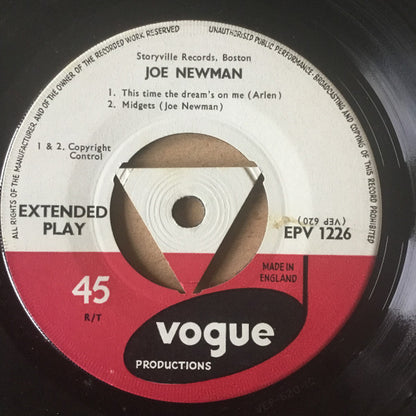 ALL RIGHTS OF THE MANUFACTURER, AND OF THE OWNER OF THE RECORDED WORK RESERVED
UNAUTHORISED PUBLIC PERFORMANCE, BROADCASTING AND COPYING OF THIS RECORD PROHIBITED
Storyville Records, Boston
JOE NEWMAN
1. This time the dream's on me (Arlen)
2. Midgets (Joe Newman)
1 & 2. Copyright
Control
EXTENDED
PLAY
(VEP 620)
EPV 1226
45
R/T
MADE IN
ENGLAND
vogue
PRODUCTIONS